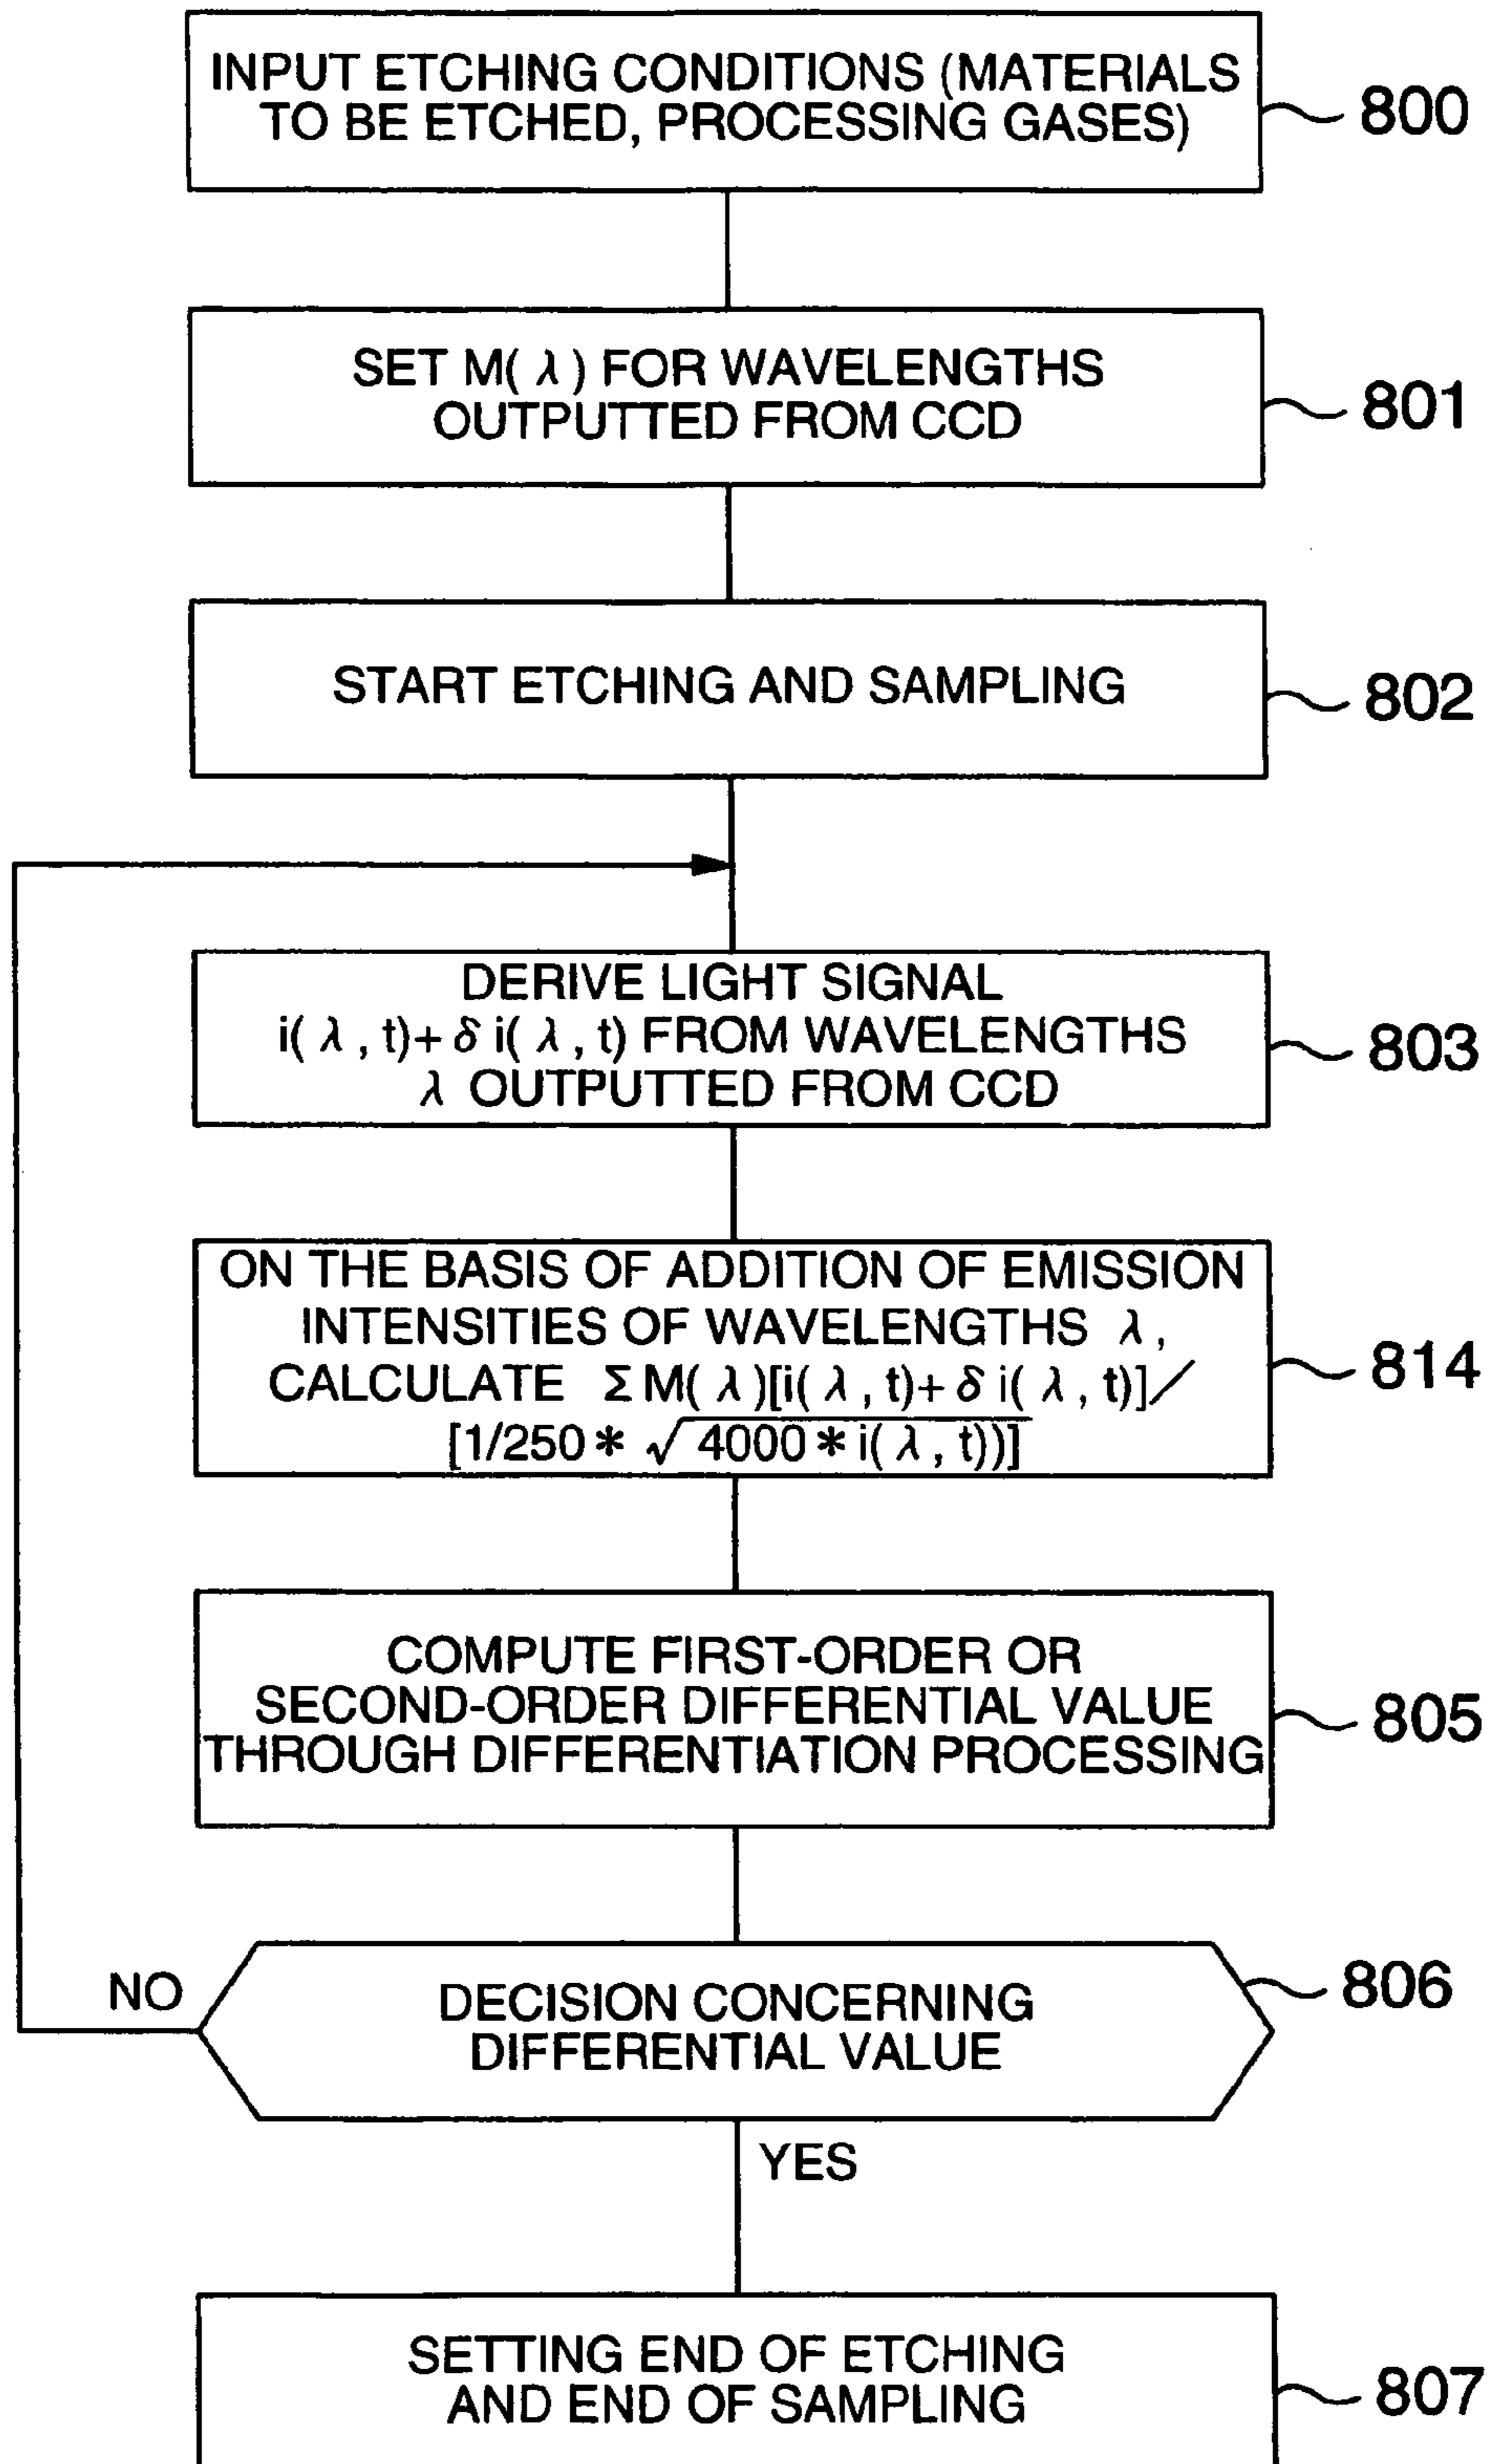 INPUT ETCHING CONDITIONS (MATERIALS
TO BE ETCHED, PROCESSING GASES)
800
SET M( λ ) FOR WAVELENGTHS
OUTPUTTED FROM CCD
801
START ETCHING AND SAMPLING
802
DERIVE LIGHT SIGNAL
i( λ , t)+ δ i( λ , t) FROM WAVELENGTHS
λ OUTPUTTED FROM CCD
803
ON THE BASIS OF ADDITION OF EMISSION
INTENSITIES OF WAVELENGTHS λ ,
CALCULATE Σ M( λ )[i( λ , t)+ δ i( λ , t)]/
[1/250 * √ 4000 * i( λ , t))]
814
COMPUTE FIRST-ORDER OR
SECOND-ORDER DIFFERENTIAL VALUE
THROUGH DIFFERENTIATION PROCESSING
805
NO
DECISION CONCERNING
DIFFERENTIAL VALUE
806
YES
SETTING END OF ETCHING
AND END OF SAMPLING
807